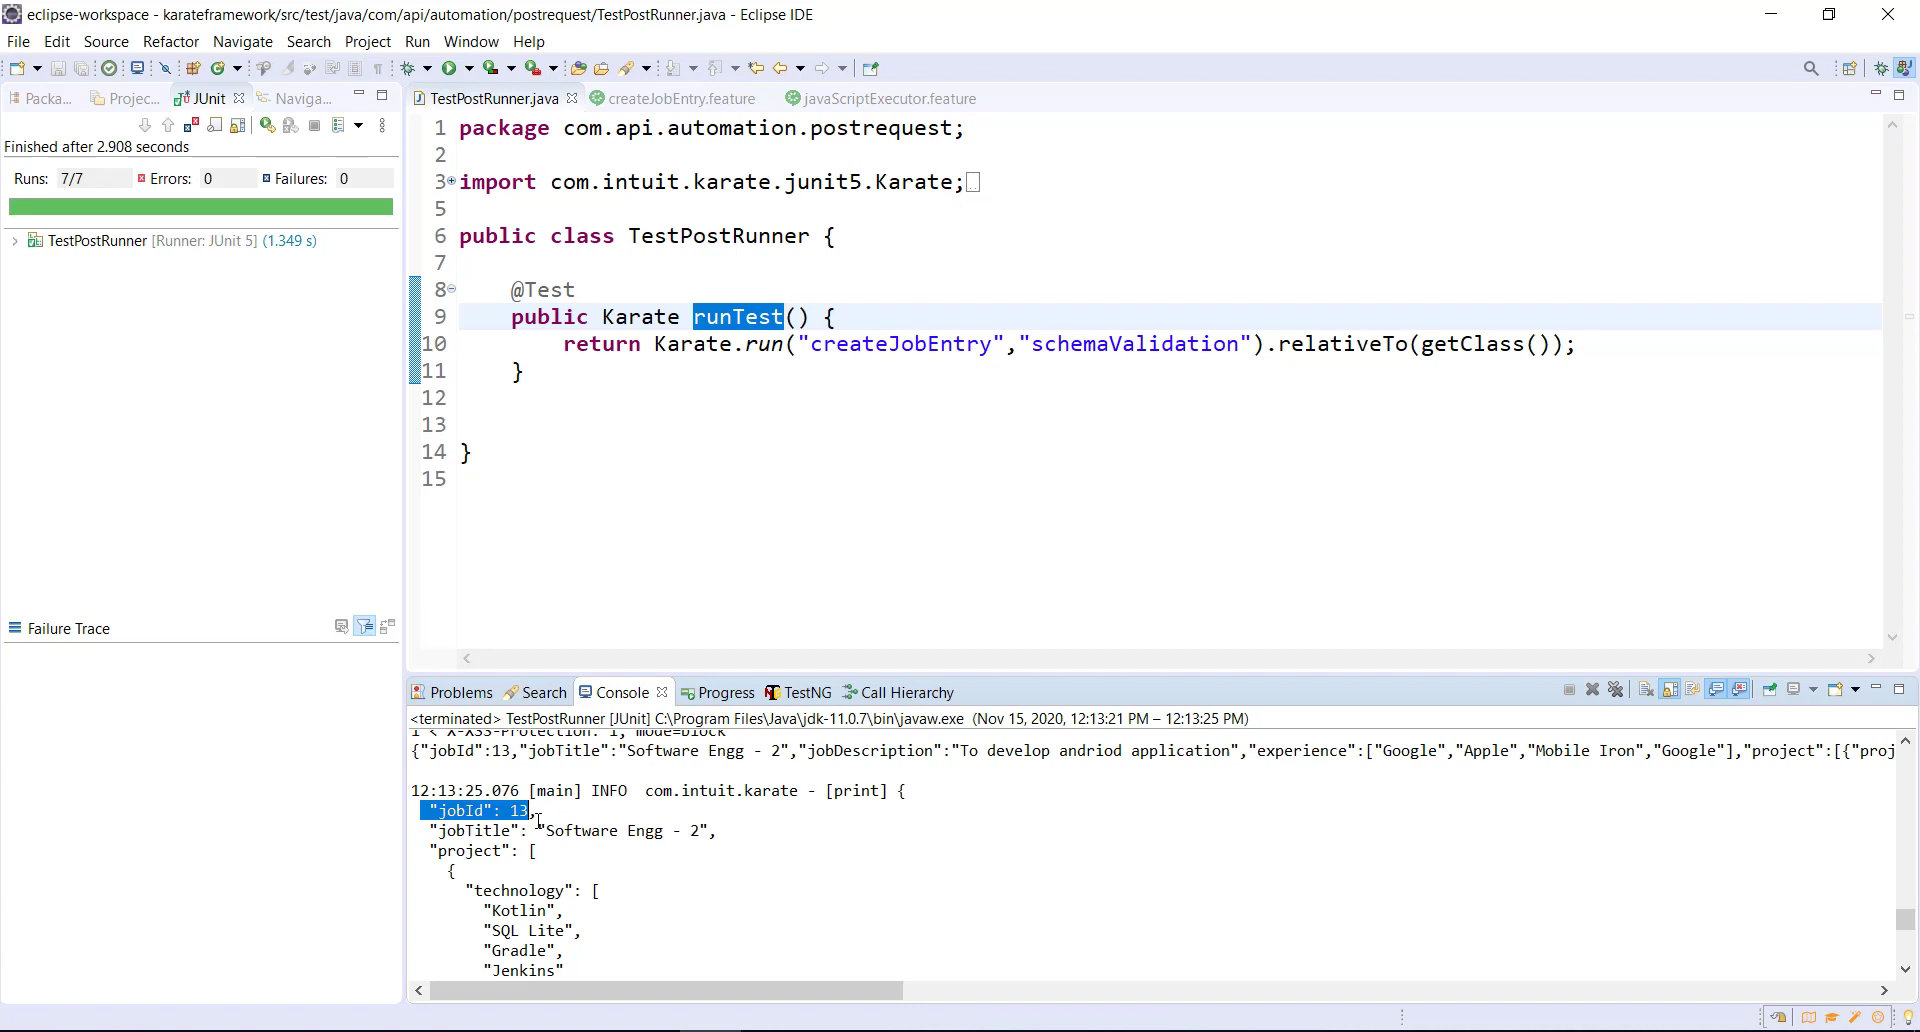 eclipse-workspace - karateframework/src/test/java/com/api/automation/postrequest/TestPostRunner.java - Eclipse IDE
File Edit Source Refactor Navigate Search Project Run Window Help
Packa... Projec... JUnit Naviga...
TestPostRunner.java createJobEntry.feature javaScriptExecutor.feature
Finished after 2.908 seconds
Runs: 7/7 Errors: 0 Failures: 0
TestPostRunner [Runner: JUnit 5] (1.349 s)
Failure Trace
1 package com.api.automation.postrequest;
2
3 import com.intuit.karate.junit5.Karate;
5
6 public class TestPostRunner {
7
8 @Test
9 public Karate runTest() {
10 return Karate.run("createJobEntry","schemaValidation").relativeTo(getClass());
11 }
12
13
14 }
15
Problems Search Console Progress TestNG Call Hierarchy
<terminated> TestPostRunner [JUnit] C:\Program Files\Java\jdk-11.0.7\bin\javaw.exe (Nov 15, 2020, 12:13:21 PM – 12:13:25 PM)
1 < X-XSS-Protection: 1; mode=block
{"jobId":13,"jobTitle":"Software Engg - 2","jobDescription":"To develop andriod application","experience":["Google","Apple","Mobile Iron","Google"],"project":[{"proj
12:13:25.076 [main] INFO com.intuit.karate - [print] {
"jobId": 13,
"jobTitle": "Software Engg - 2",
"project": [
{
"technology": [
"Kotlin",
"SQL Lite",
"Gradle",
"Jenkins"